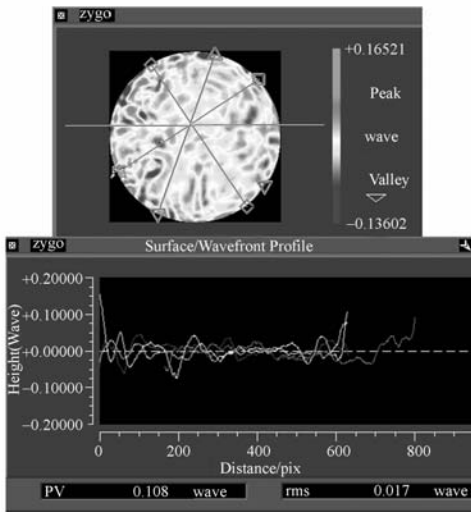 zygo
+0.16521
Peak
wave
Valley
−0.13602
zygo
Surface/Wavefront Profile
Height(Wave)
+0.20000
+0.10000
+0.00000
−0.10000
−0.20000
0 200 400 600 800
Distance/pix
PV 0.108 wave
rms 0.017 wave